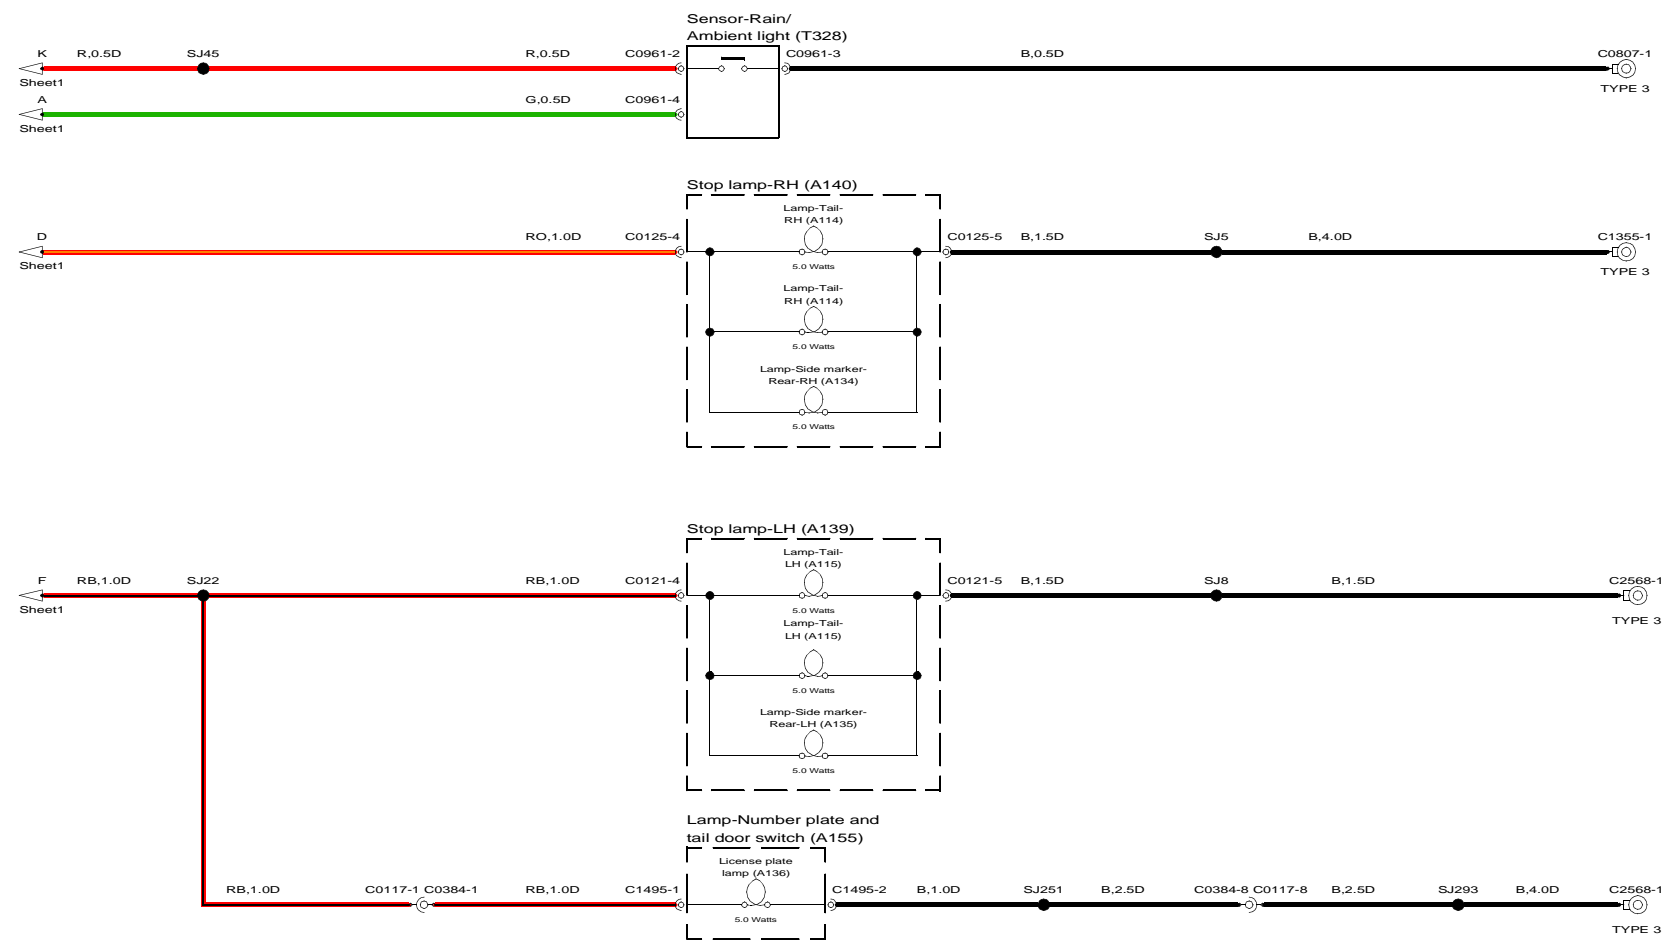 Sensor-Rain/
Ambient light (T328)
K R,0.5D SJ45 R,0.5D C0961-2 C0961-3 B,0.5D C0807-1
Sheet1 TYPE 3
A G,0.5D C0961-4
Sheet1
Stop lamp-RH (A140)
Lamp-Tail-
RH (A114)
D RO,1.0D C0125-4 C0125-5 B,1.5D SJ5 B,4.0D C1355-1
Sheet1 5.0 Watts TYPE 3
Lamp-Tail-
RH (A114)
5.0 Watts
Lamp-Side marker-
Rear-RH (A134)
5.0 Watts
Stop lamp-LH (A139)
Lamp-Tail-
LH (A115)
F RB,1.0D SJ22 RB,1.0D C0121-4 C0121-5 B,1.5D SJ8 B,1.5D C2568-1
Sheet1 5.0 Watts TYPE 3
Lamp-Tail-
LH (A115)
5.0 Watts
Lamp-Side marker-
Rear-LH (A135)
5.0 Watts
Lamp-Number plate and
tail door switch (A155)
License plate
lamp (A136)
RB,1.0D C0117-1 C0384-1 RB,1.0D C1495-1 C1495-2 B,1.0D SJ251 B,2.5D C0384-8 C0117-8 B,2.5D SJ293 B,4.0D C2568-1
5.0 Watts TYPE 3